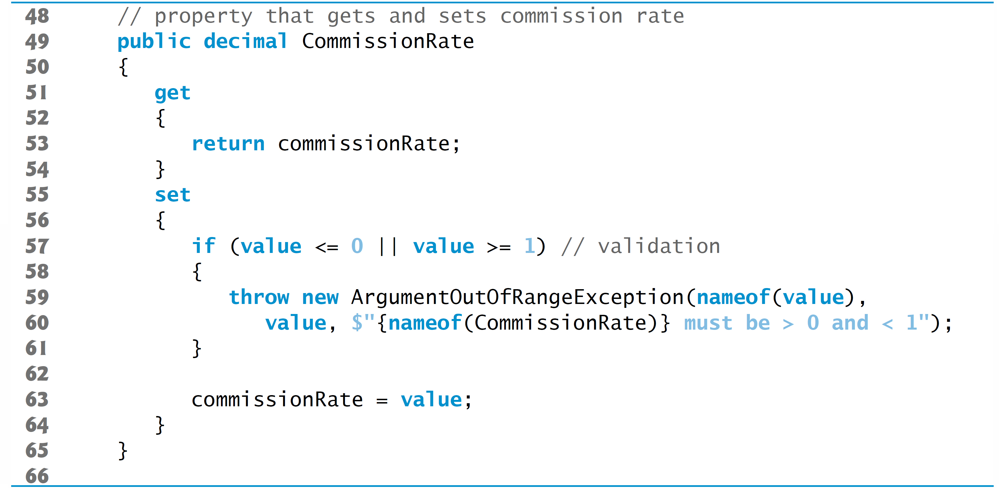 48 // property that gets and sets commission rate
49 public decimal CommissionRate
50 {
51 get
52 {
53 return commissionRate;
54 }
55 set
56 {
57 if (value <= 0 || value >= 1) // validation
58 {
59 throw new ArgumentOutOfRangeException(nameof(value),
60 value, $"{nameof(CommissionRate)} must be > 0 and < 1");
61 }
62
63 commissionRate = value;
64 }
65 }
66